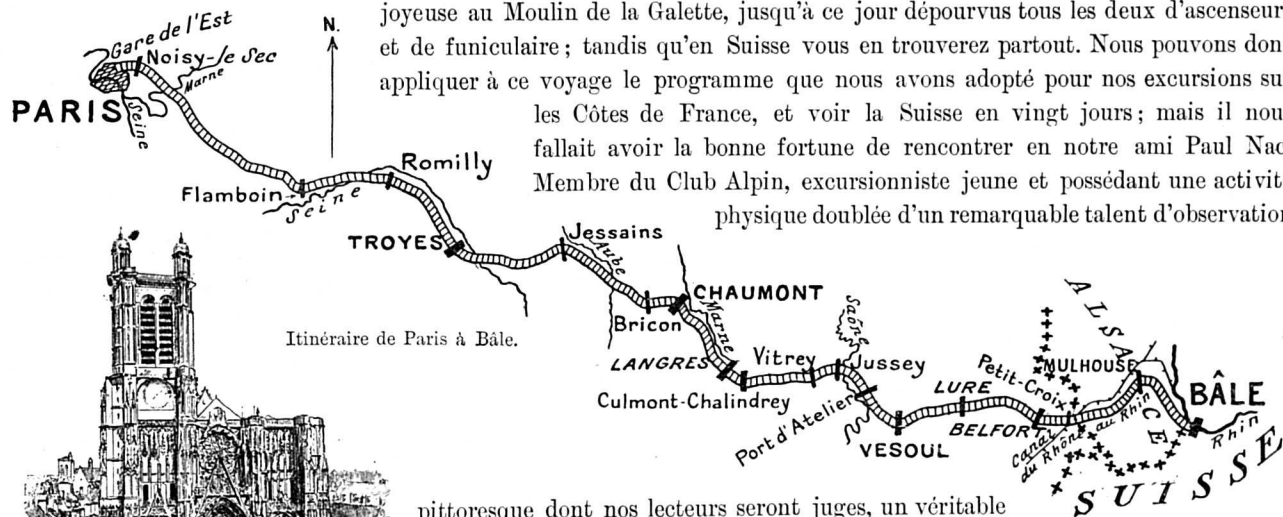 joyeuse au Moulin de la Galette, jusqu'à ce jour dépourvus tous les deux d'ascenseur
et de funiculaire; tandis qu'en Suisse vous en trouverez partout. Nous pouvons don
appliquer à ce voyage le programme que nous avons adopté pour nos excursions su
les Côtes de France, et voir la Suisse en vingt jours; mais il nou
fallait avoir la bonne fortune de rencontrer en notre ami Paul Nac
Membre du Club Alpin, excursionniste jeune et possédant une activit
physique doublée d'un remarquable talent d'observation
N.
Gare de l'Est
Noisy-le Sec
Marne
PARIS
Seine
Flamboin
Seine
Romilly
TROYES
Jessains
Aube
Bricon
CHAUMONT
Marne
LANGRES
Culmont-Chalindrey
Vitrey
Saône
Jussey
Port d'Atelier
VESOUL
LURE
BELFORT
Petit-Croix
Canal
du Rhône au Rhin
MULHOUSE
ALSACE
BÂLE
Rhin
SUISSE
Itinéraire de Paris à Bâle.
pittoresque dont nos lecteurs seront juges, un véritable